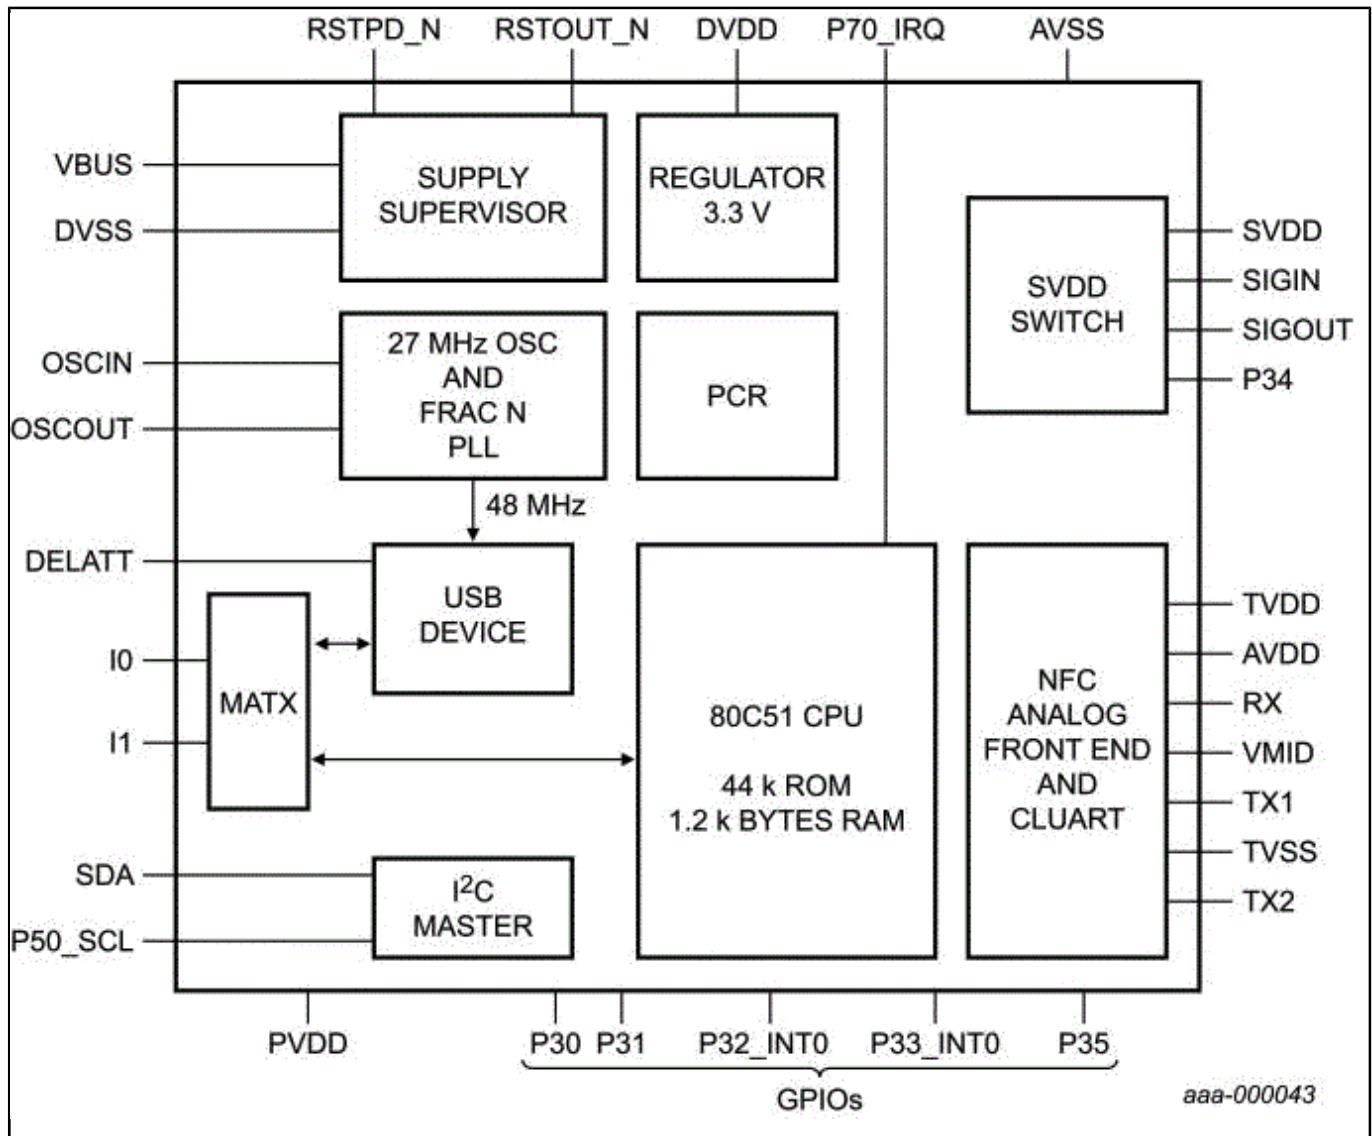 RSTPD_N RSTOUT_N DVDD P70_IRQ AVSS
VBUS
DVSS
SUPPLY
SUPERVISOR
REGULATOR
3.3 V
SVDD
SIGIN
SIGOUT
P34
SVDD
SWITCH
OSCIN
OSCOUT
27 MHz OSC
AND
FRAC N
PLL
PCR
48 MHz
DELATT
USB
DEVICE
I0
I1
MATX
80C51 CPU
44 k ROM
1.2 k BYTES RAM
NFC
ANALOG
FRONT END
AND
CLUART
TVDD
AVDD
RX
VMID
TX1
TVSS
TX2
SDA
P50_SCL
I2C
MASTER
PVDD P30 P31 P32_INT0 P33_INT0 P35
GPIOs
aaa-000043